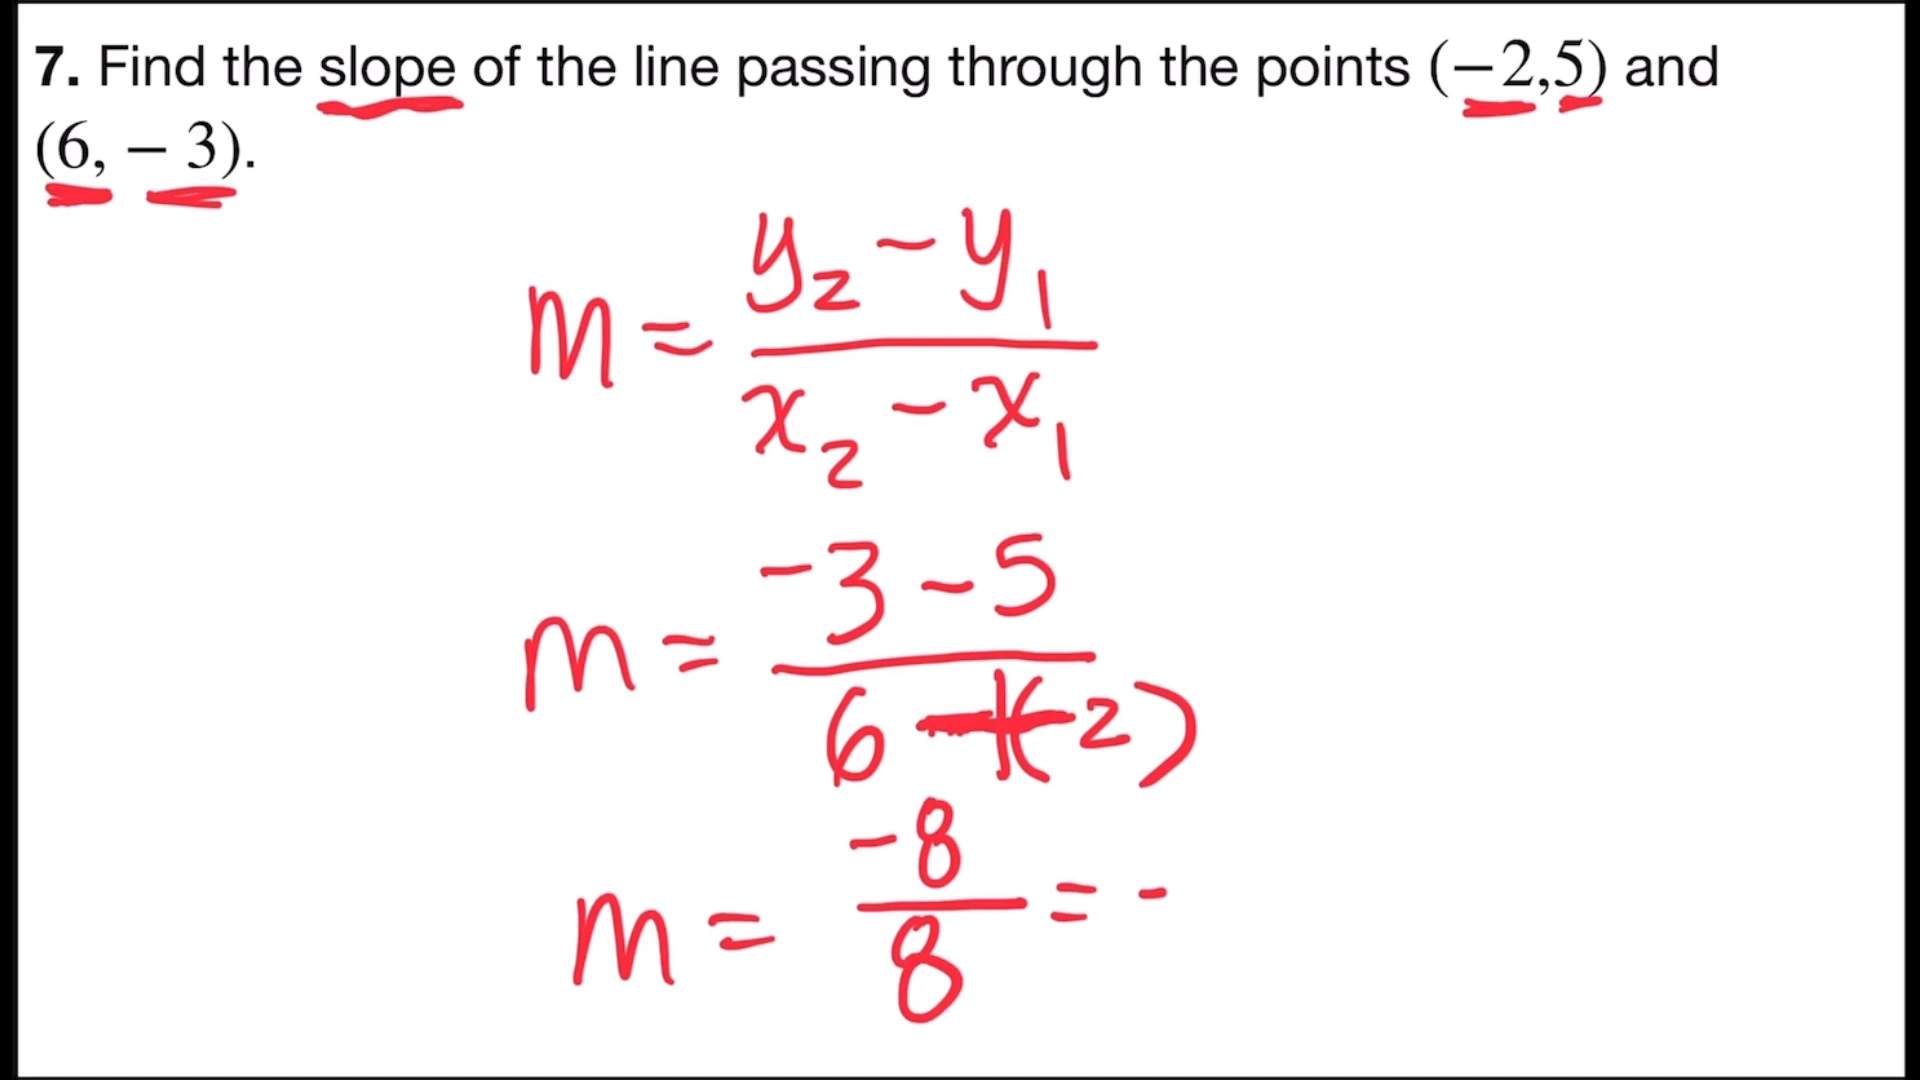 7. Find the slope of the line passing through the points (−2,5) and
(6, − 3).
m = y₂ - y₁
x₂ - x₁
m = -3 - 5
6 - (-2)
m = -8 = -
8